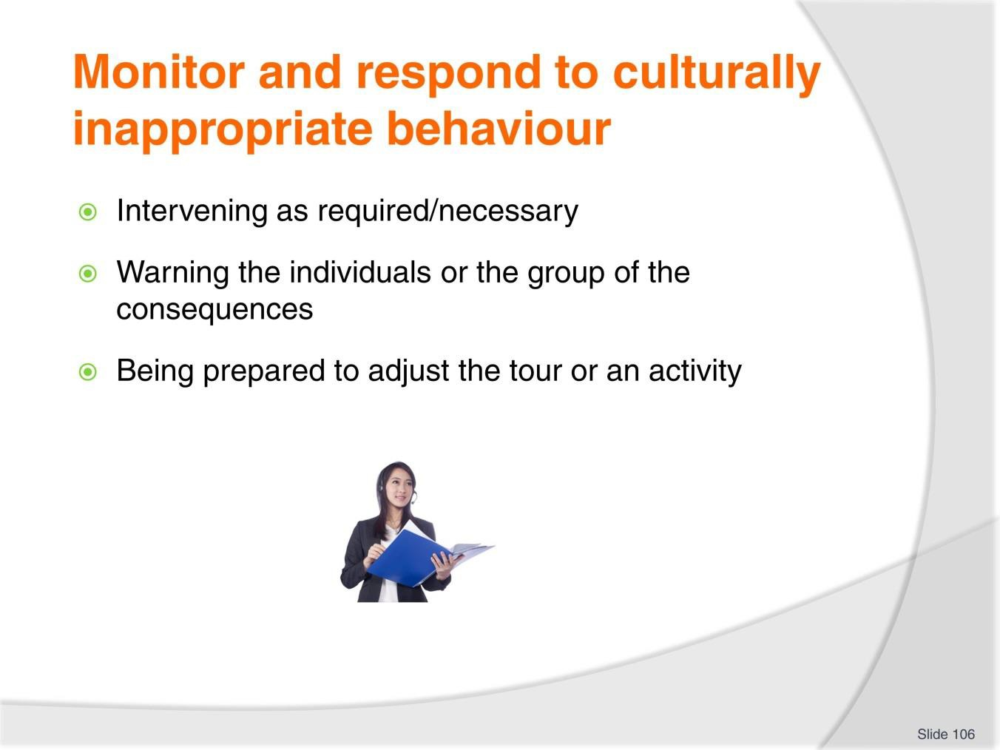 Monitor and respond to culturally
inappropriate behaviour
Intervening as required/necessary
Warning the individuals or the group of the
consequences
Being prepared to adjust the tour or an activity
Slide 106